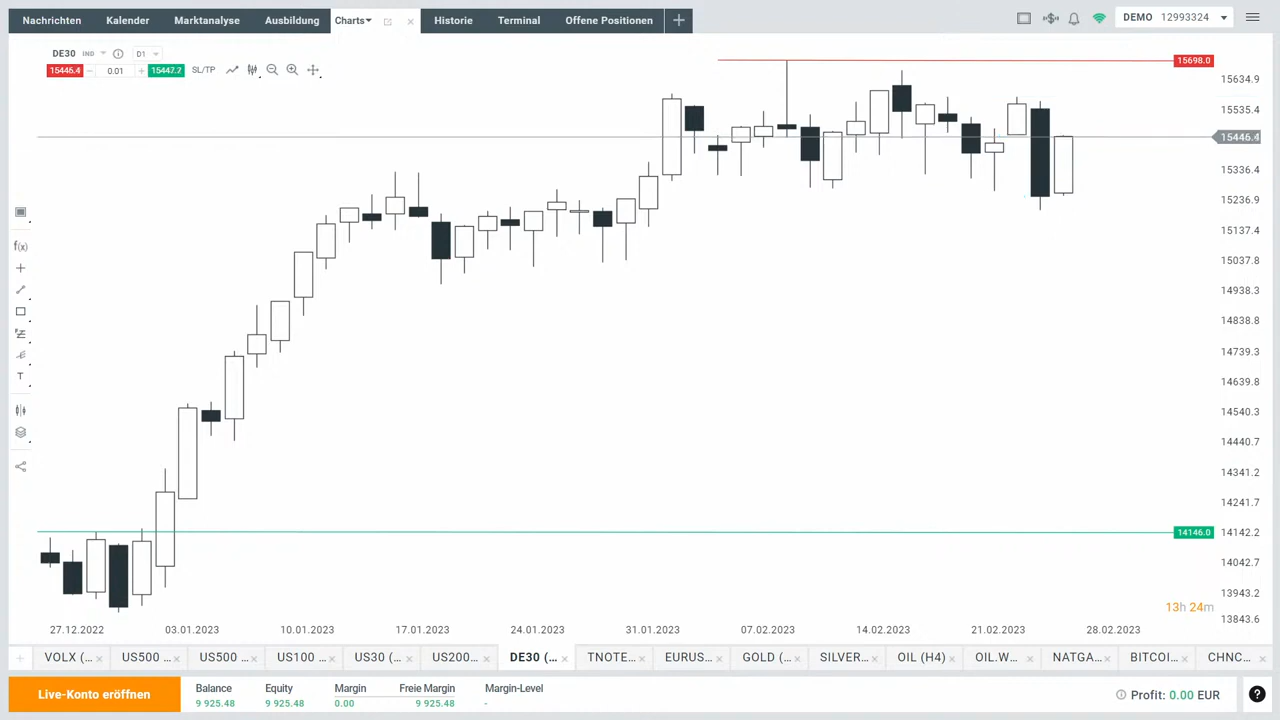 Nachrichten Kalender Marktanalyse Ausbildung Charts Historie Terminal Offene Positionen
DEMO 12993324
DE30 IND D1
15446.4 0.01 15447.2 SL/TP
15698.0
15634.9
15535.4
15446.4
15336.4
15236.9
15137.4
15037.8
14938.3
14838.8
14739.3
14639.8
14540.3
14440.7
14341.2
14241.7
14146.0
14142.2
14042.7
13943.2
13843.6
f(x)
T
13h 24m
27.12.2022 03.01.2023 10.01.2023 17.01.2023 24.01.2023 31.01.2023 07.02.2023 14.02.2023 21.02.2023 28.02.2023
VOLX (... US500 ... US500 ... US100 ... US30 (... US200... DE30 (... TNOTE... EURUS... GOLD (... SILVER... OIL (H4) OIL.W... NATGA... BITCOI... CHNC...
Live-Konto eröffnen
Balance Equity Margin Freie Margin Margin-Level
9 925.48 9 925.48 0.00 9 925.48 -
Profit: 0.00 EUR